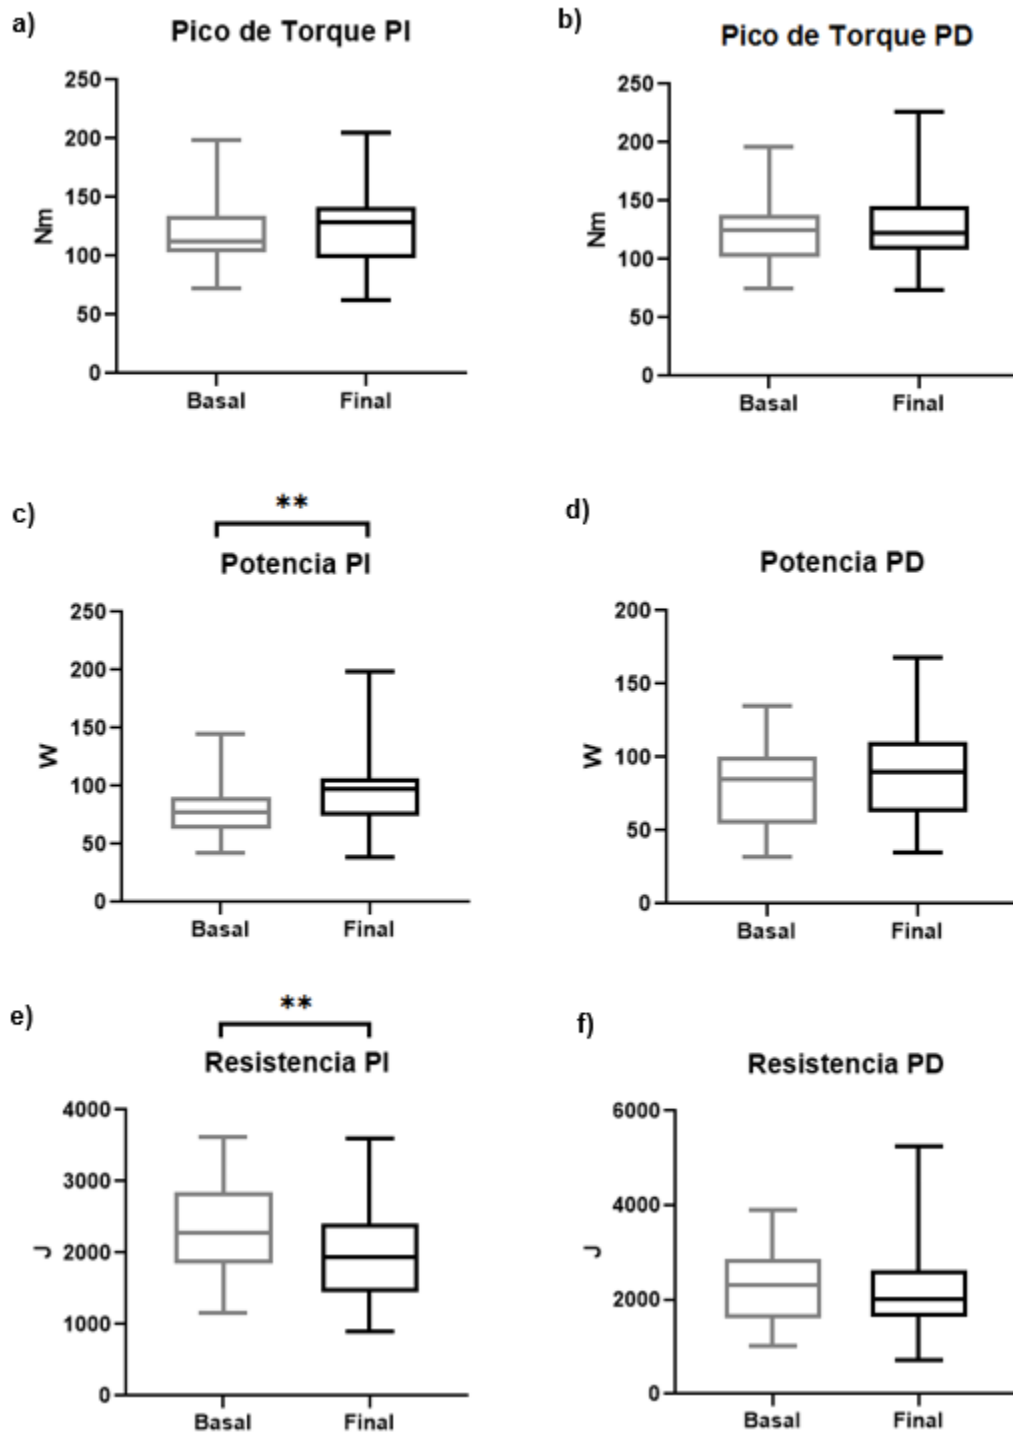 a)
Pico de Torque PI
250
200
150
100
50
0
Nm
Basal Final
b)
Pico de Torque PD
250
200
150
100
50
0
Nm
Basal Final
c)
**
Potencia PI
250
200
150
100
50
0
W
Basal Final
d)
Potencia PD
200
150
100
50
0
W
Basal Final
e)
**
Resistencia PI
4000
3000
2000
1000
0
J
Basal Final
f)
Resistencia PD
6000
4000
2000
0
J
Basal Final